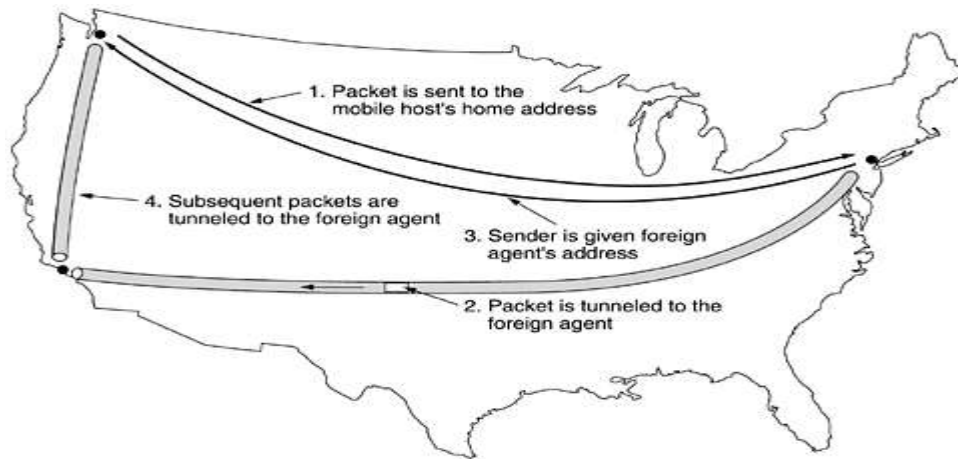 1. Packet is sent to the
mobile host's home address
4. Subsequent packets are
tunneled to the foreign agent
3. Sender is given foreign
agent's address
2. Packet is tunneled to the
foreign agent